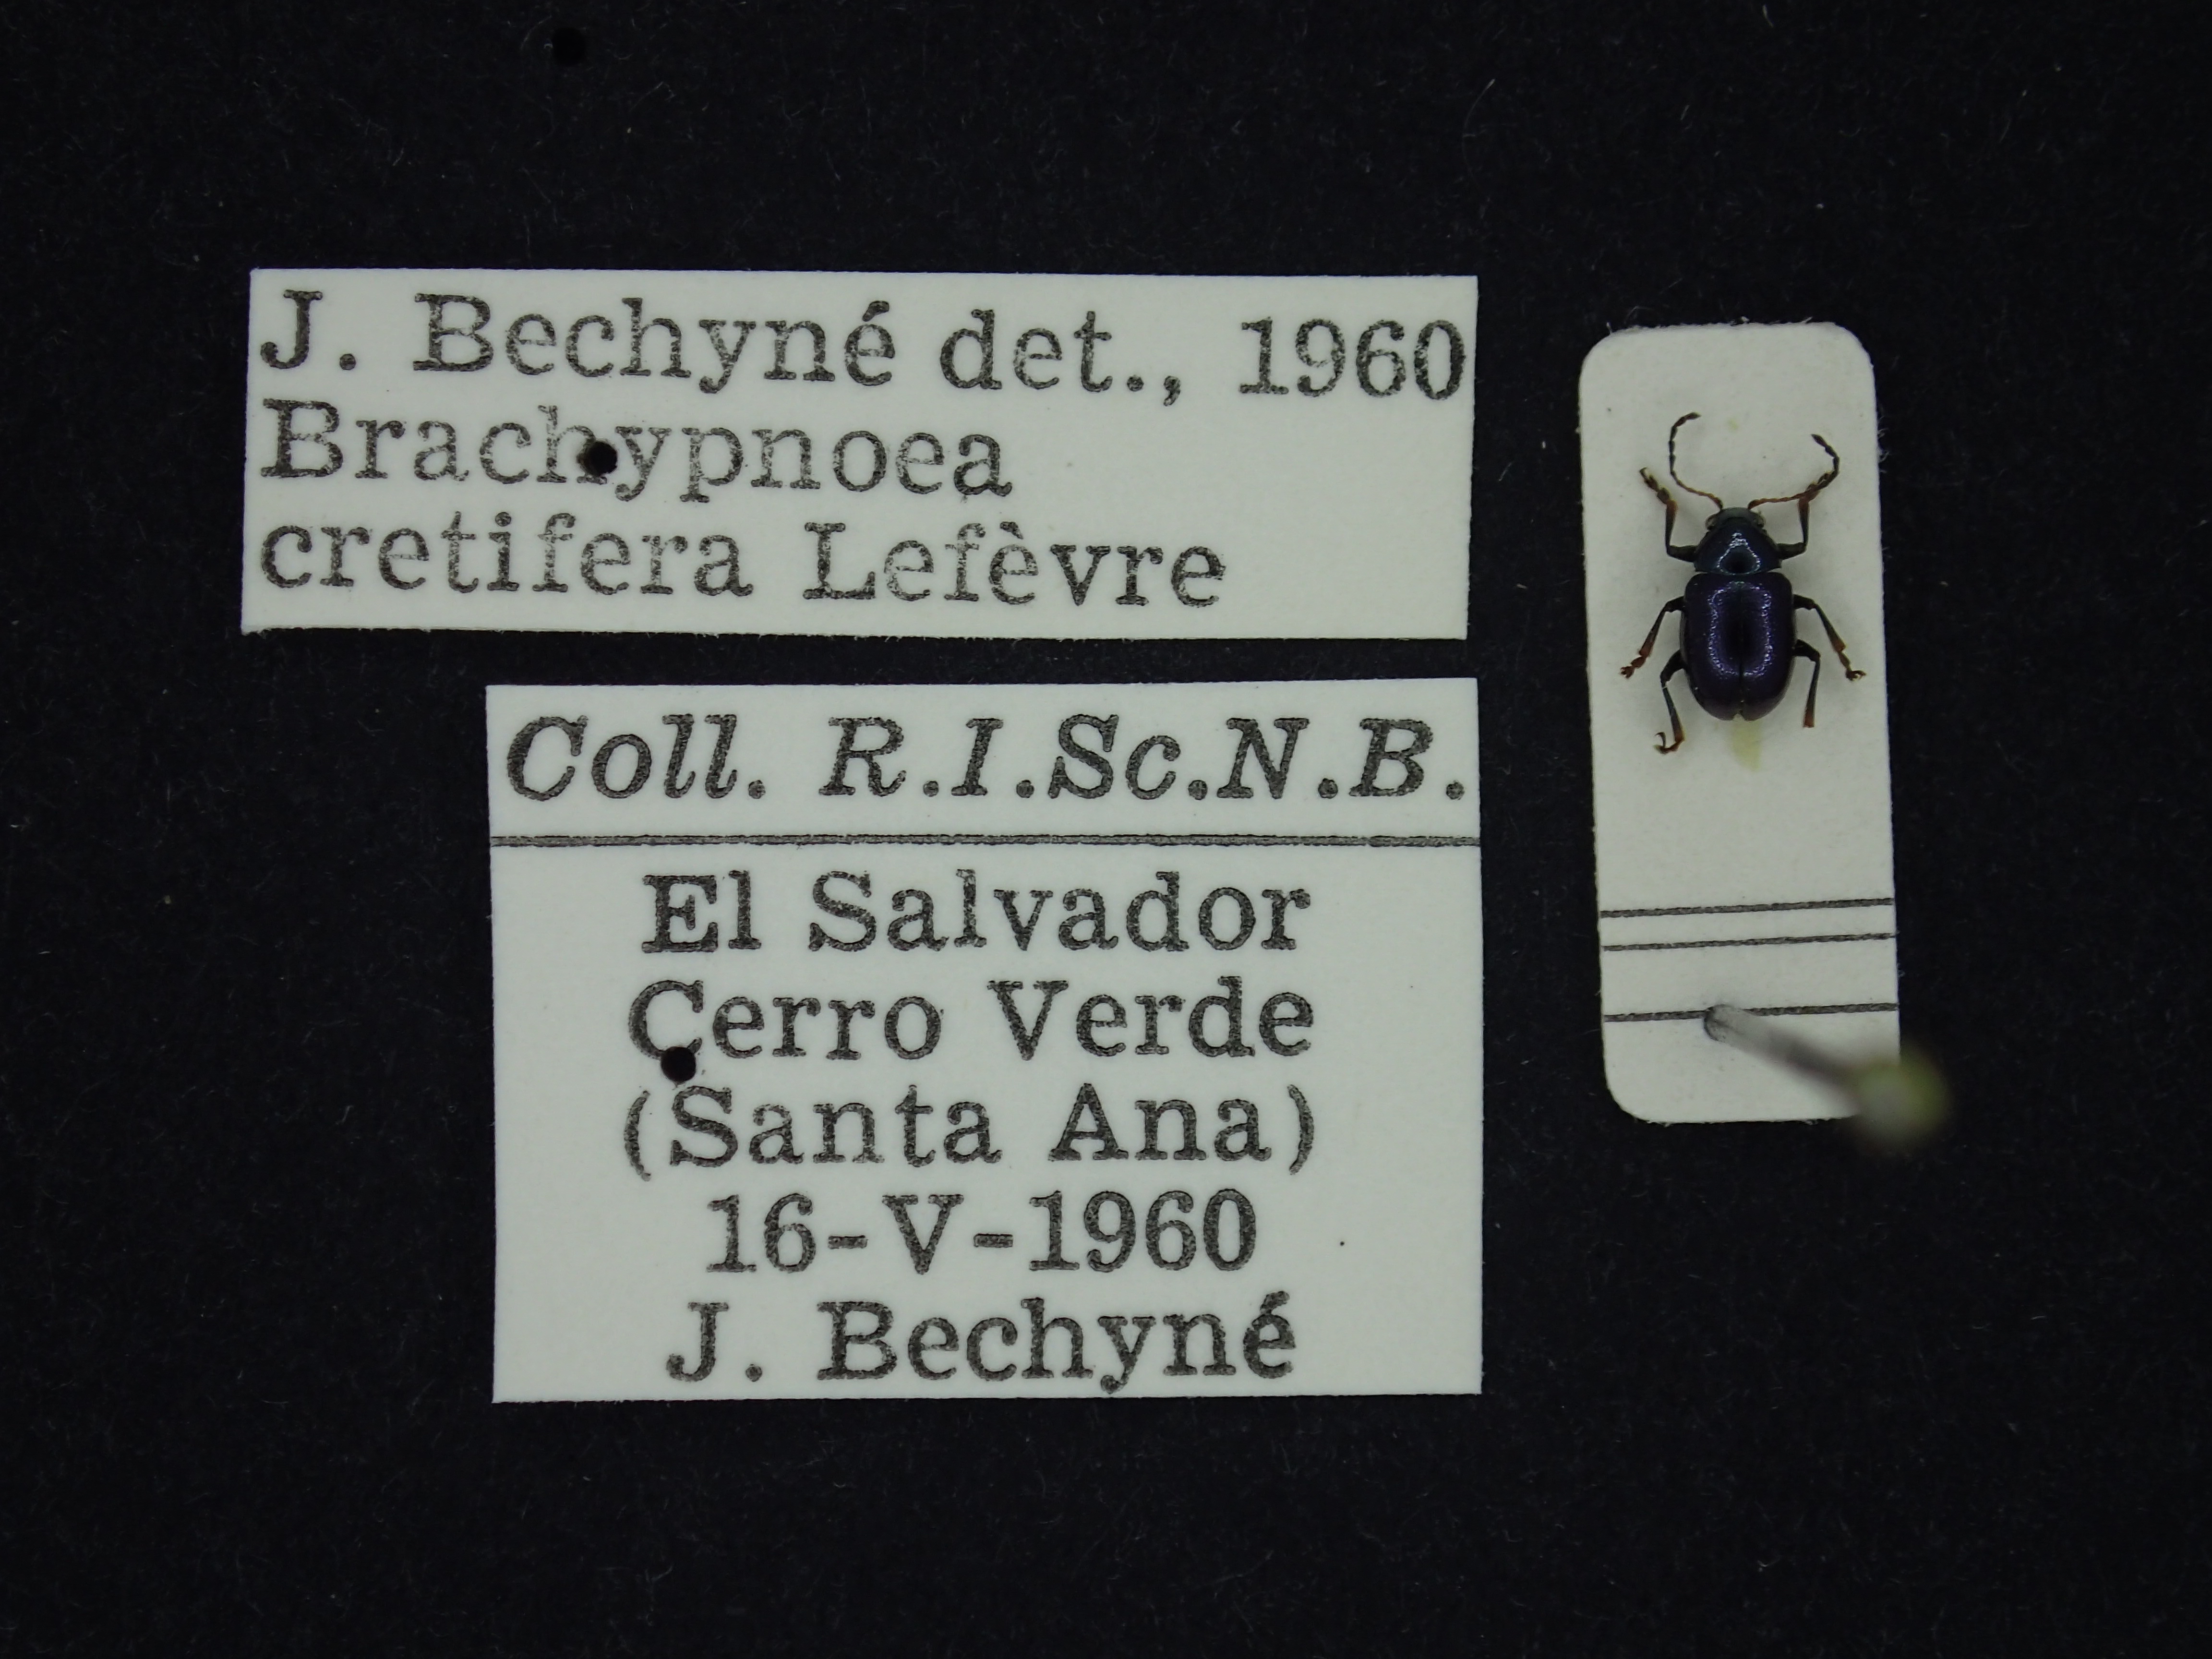 J. Bechyné det., 1960
Brachypnoea
cretifera Lefèvre
Coll. R.I.Sc.N.B.
El Salvador
Cerro Verde
(Santa Ana)
16-V-1960
J. Bechyné